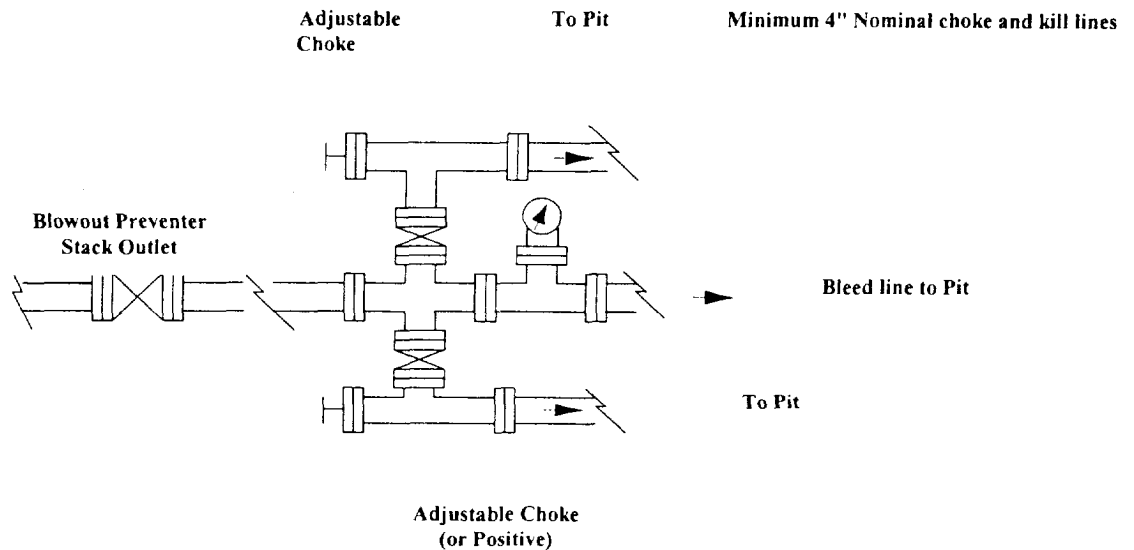 Adjustable
Choke
To Pit
Minimum 4" Nominal choke and kill lines
Blowout Preventer
Stack Outlet
Bleed line to Pit
To Pit
Adjustable Choke
(or Positive)